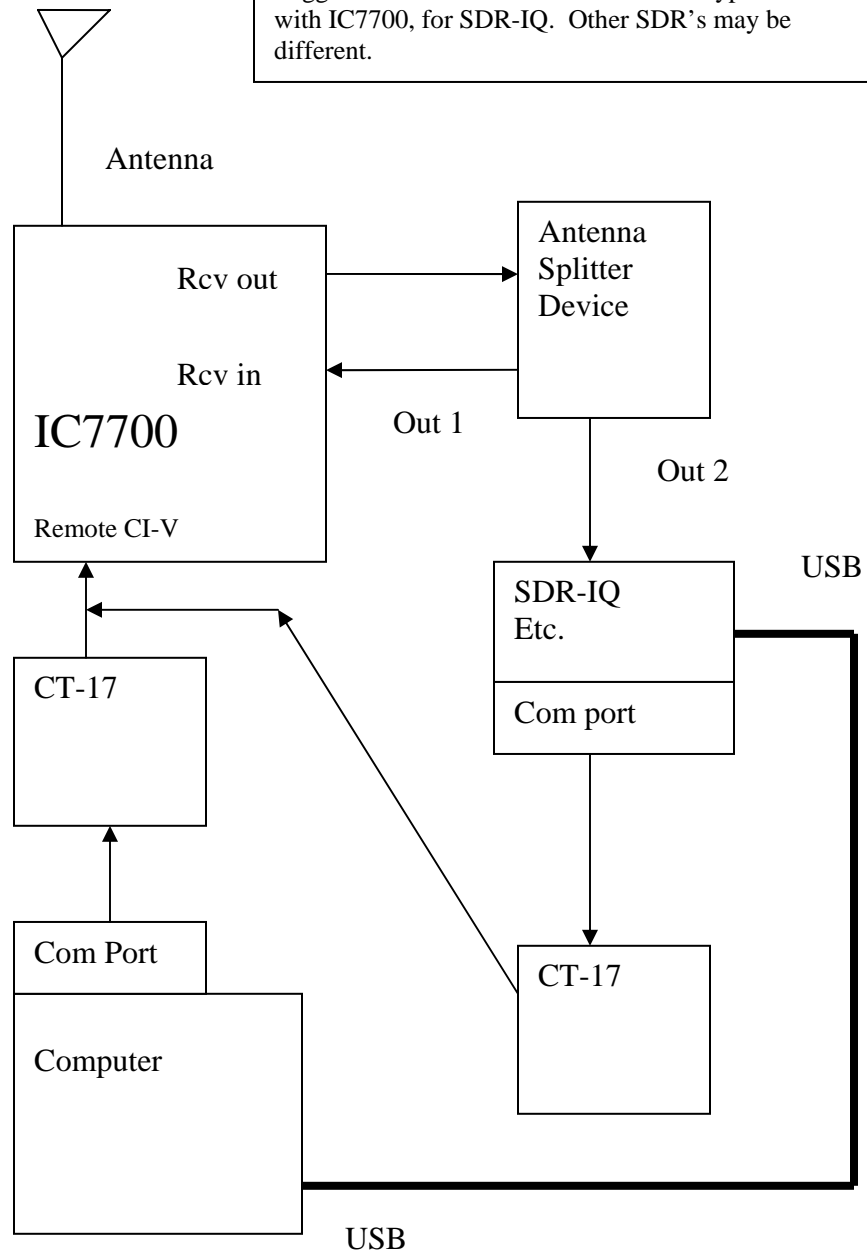 with IC7700, for SDR-IQ. Other SDR's may be
different.
Antenna
Rcv out
Antenna
Splitter
Device
Rcv in
IC7700
Out 1
Out 2
Remote CI-V
USB
SDR-IQ
Etc.
CT-17
Com port
Com Port
CT-17
Computer
USB